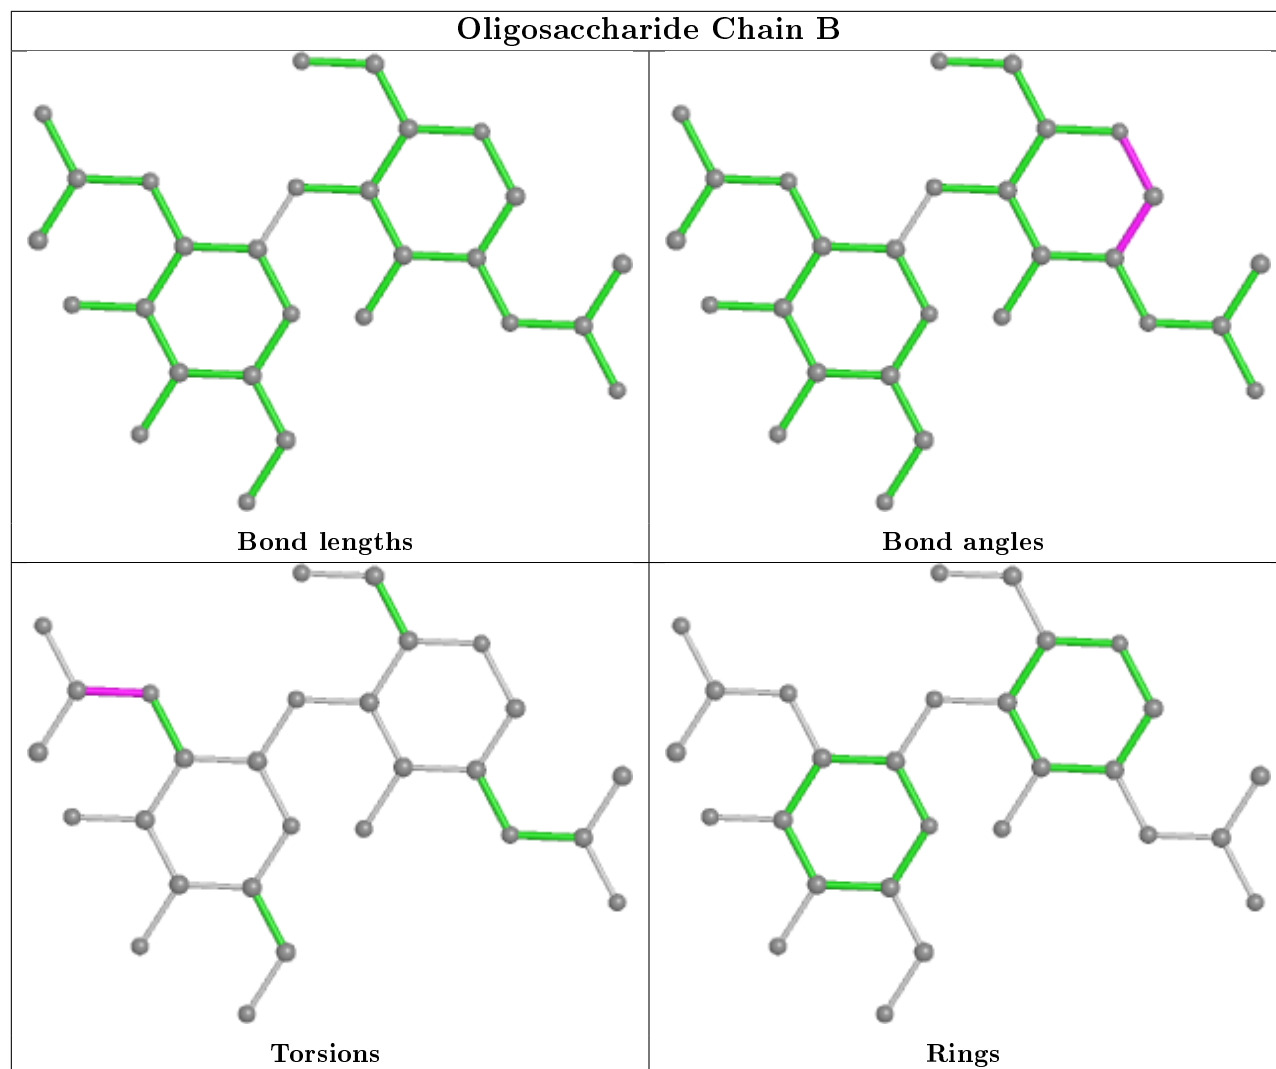 Oligosaccharide Chain B
Bond lengths
Bond angles
Torsions
Rings